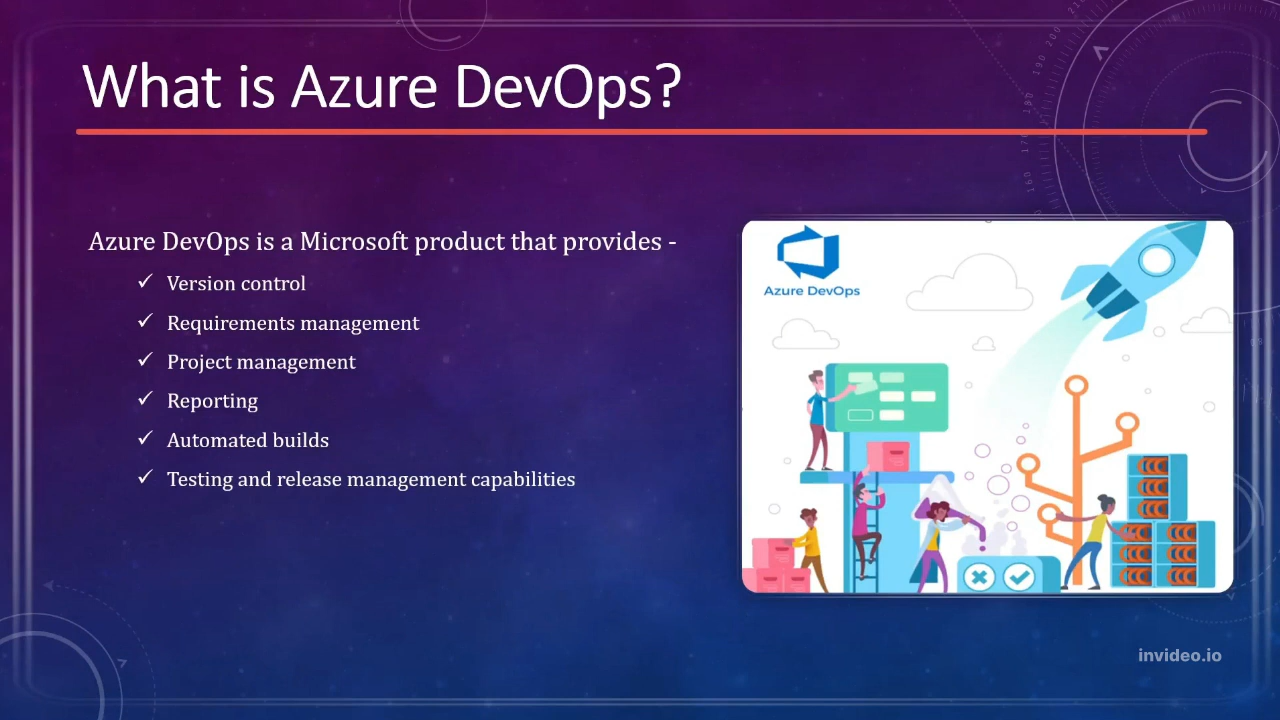 What is Azure DevOps?
Azure DevOps is a Microsoft product that provides -
✓ Version control
✓ Requirements management
✓ Project management
✓ Reporting
✓ Automated builds
✓ Testing and release management capabilities
Azure DevOps
invideo.io